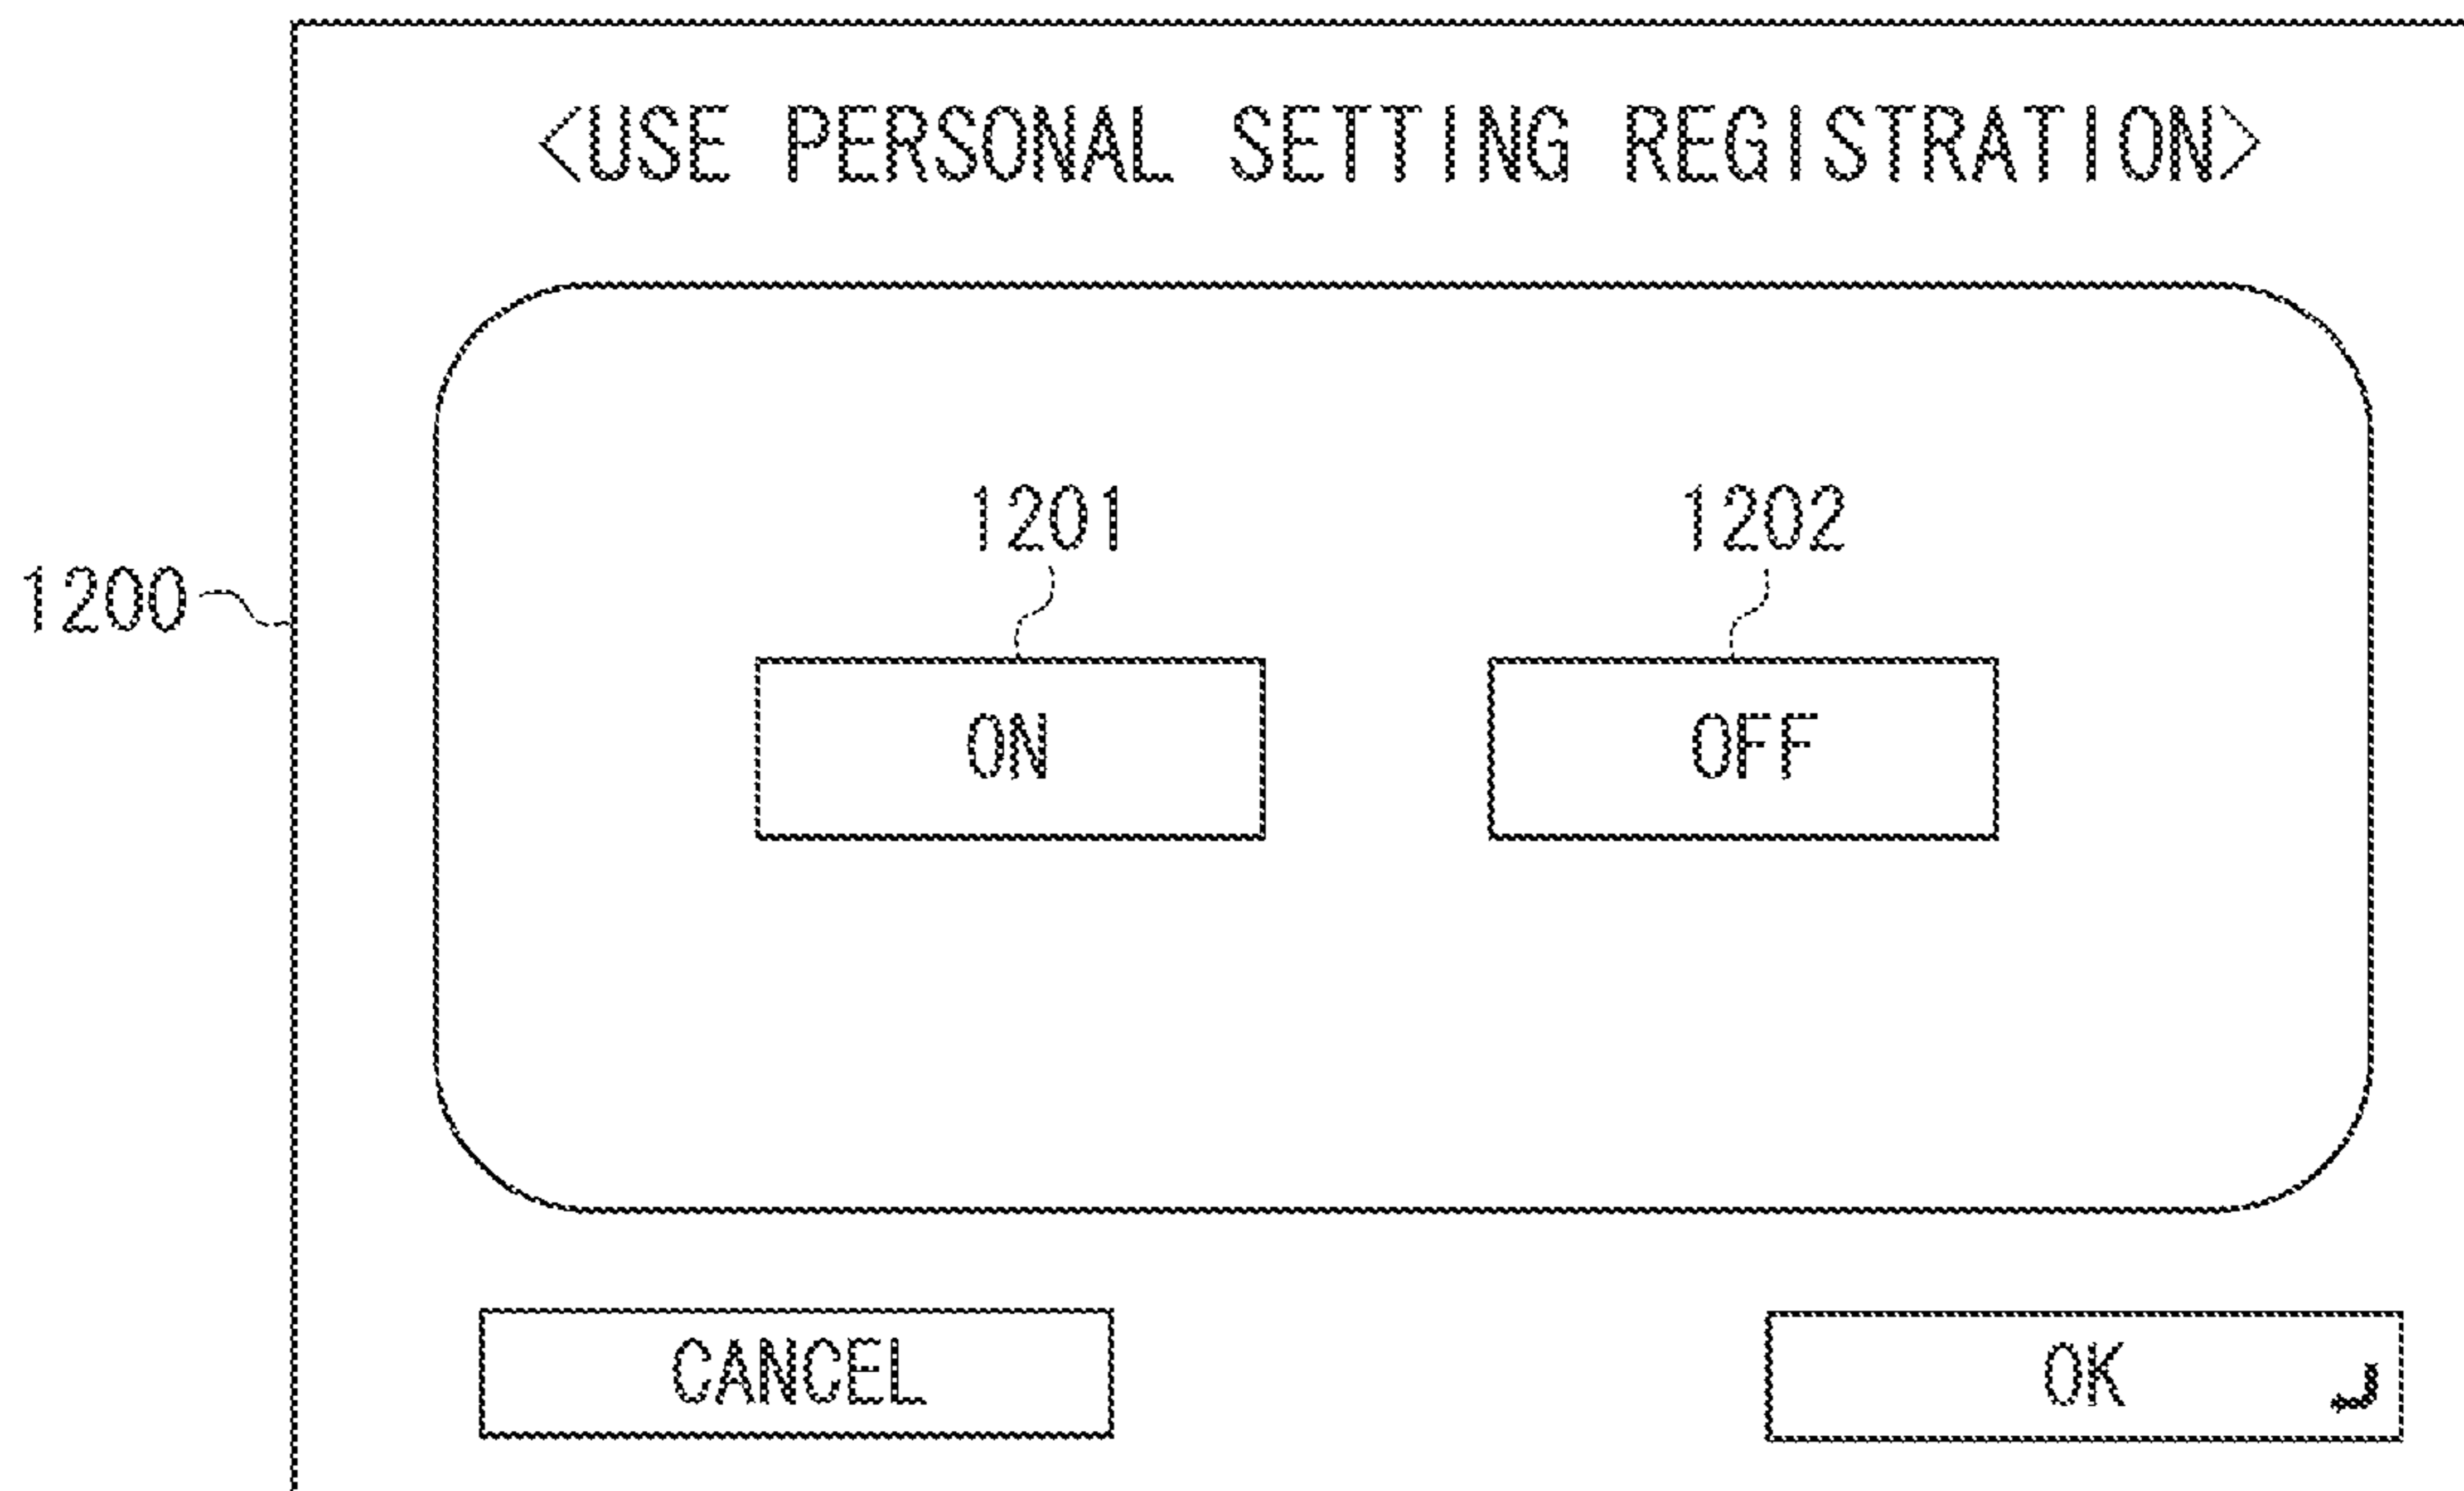 <USE PERSONAL SETTING REGISTRATION>
1201 1202
1200
ON OFF
CANCEL OK